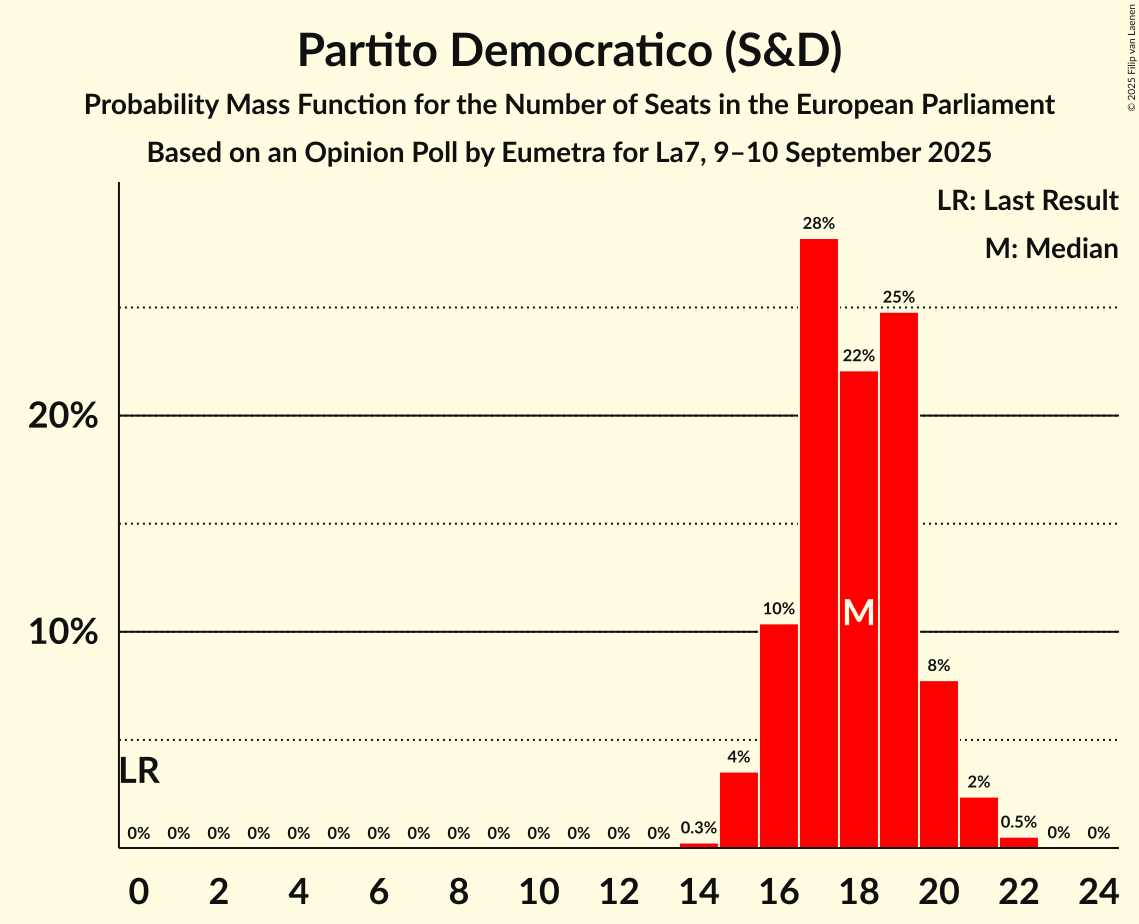 Partito Democratico (S&D)
Probability Mass Function for the Number of Seats in the European Parliament
Based on an Opinion Poll by Eumetra for La7, 9–10 September 2025
© 2025 Filip van Laenen
LR: Last Result
M: Median
28%
25%
22%
20%
10%
M
10%
8%
4%
2%
LR
0% 0% 0% 0% 0% 0% 0% 0% 0% 0% 0% 0% 0% 0% 0.3% 0.5% 0% 0%
0 2 4 6 8 10 12 14 16 18 20 22 24